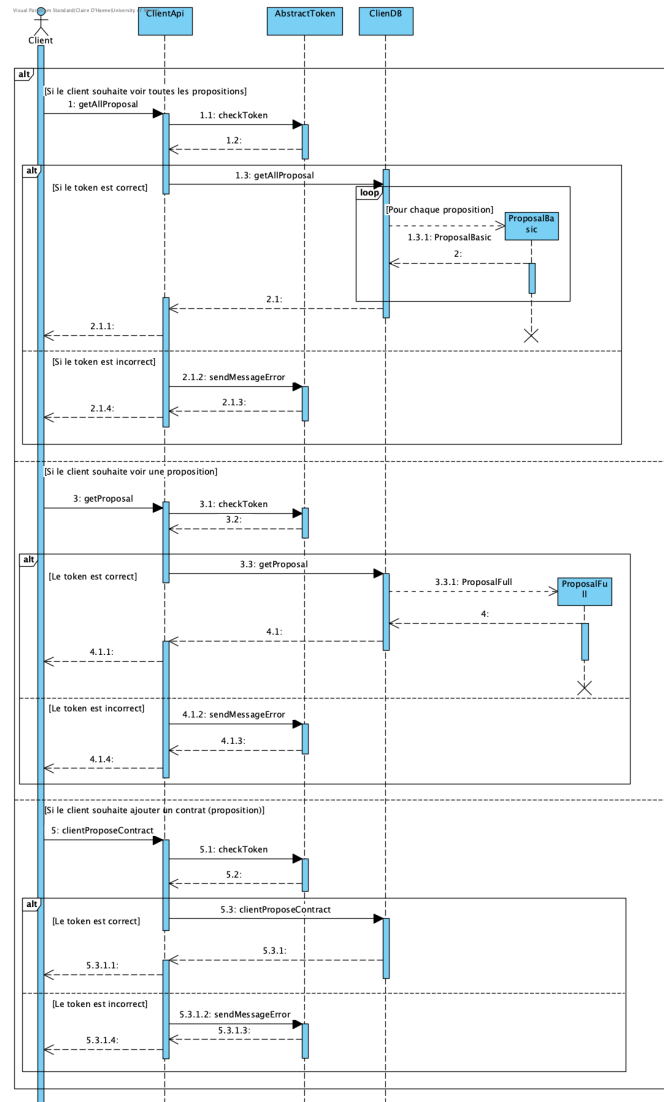 Visual Paradigm Standard(Claire D'Hanne(University of
ClientApi
AbstractToken
ClienDB
Client
alt
[Si le client souhaite voir toutes les propositions]
1: getAllProposal
1.1: checkToken
1.2:
alt
1.3: getAllProposal
[Si le token est correct]
loop
[Pour chaque proposition]
ProposalBa
sic
1.3.1: ProposalBasic
2:
2.1:
2.1.1:
[Si le token est incorrect]
2.1.2: sendMessageError
2.1.3:
2.1.4:
[Si le client souhaite voir une proposition]
3: getProposal
3.1: checkToken
3.2:
alt
3.3: getProposal
[Le token est correct]
3.3.1: ProposalFull
ProposalFu
ll
4:
4.1:
4.1.1:
[Le token est incorrect]
4.1.2: sendMessageError
4.1.3:
4.1.4:
[Si le client souhaite ajouter un contrat (proposition)]
5: clientProposeContract
5.1: checkToken
5.2:
alt
5.3: clientProposeContract
[Le token est correct]
5.3.1:
5.3.1.1:
[Le token est incorrect]
5.3.1.2: sendMessageError
5.3.1.3:
5.3.1.4: